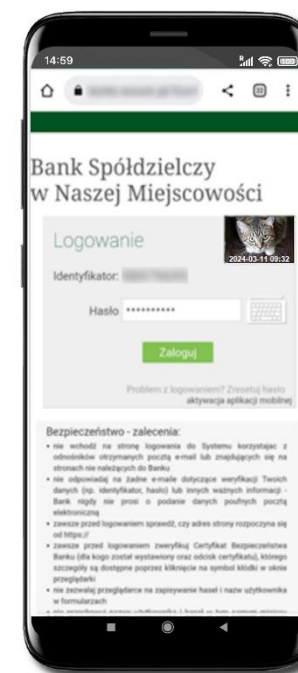 14:59
Bank Spółdzielczy
w Naszej Miejscowości
Logowanie
2024-03-11 09:32
Identyfikator:
Hasło ••••••••••
Zaloguj
Problem z logowaniem? Zresetuj hasło
aktywacja aplikacji mobilnej
Bezpieczeństwo - zalecenia:
• nie wchodź na stronę logowania do Systemu korzystając z
odnośników otrzymanych pocztą e-mail lub znajdujących się na
stronach nie należących do Banku
• nie odpowiadaj na żadne e-maile dotyczące weryfikacji Twoich
danych (np. identyfikator, hasło) lub innych ważnych informacji -
Bank nigdy nie prosi o podanie danych poufnych pocztą
elektroniczną
• zawsze przed logowaniem sprawdź, czy adres strony rozpoczyna się
od https://
• zawsze przed logowaniem zweryfikuj Certyfikat Bezpieczeństwa
Banku (dla kogo został wystawiony oraz odcisk certyfikatu), którego
szczegóły są dostępne poprzez kliknięcie na symbol kłódki w oknie
przeglądarki
• nie zezwalaj przeglądarce na zapisywanie haseł i nazw użytkownika
w formularzach